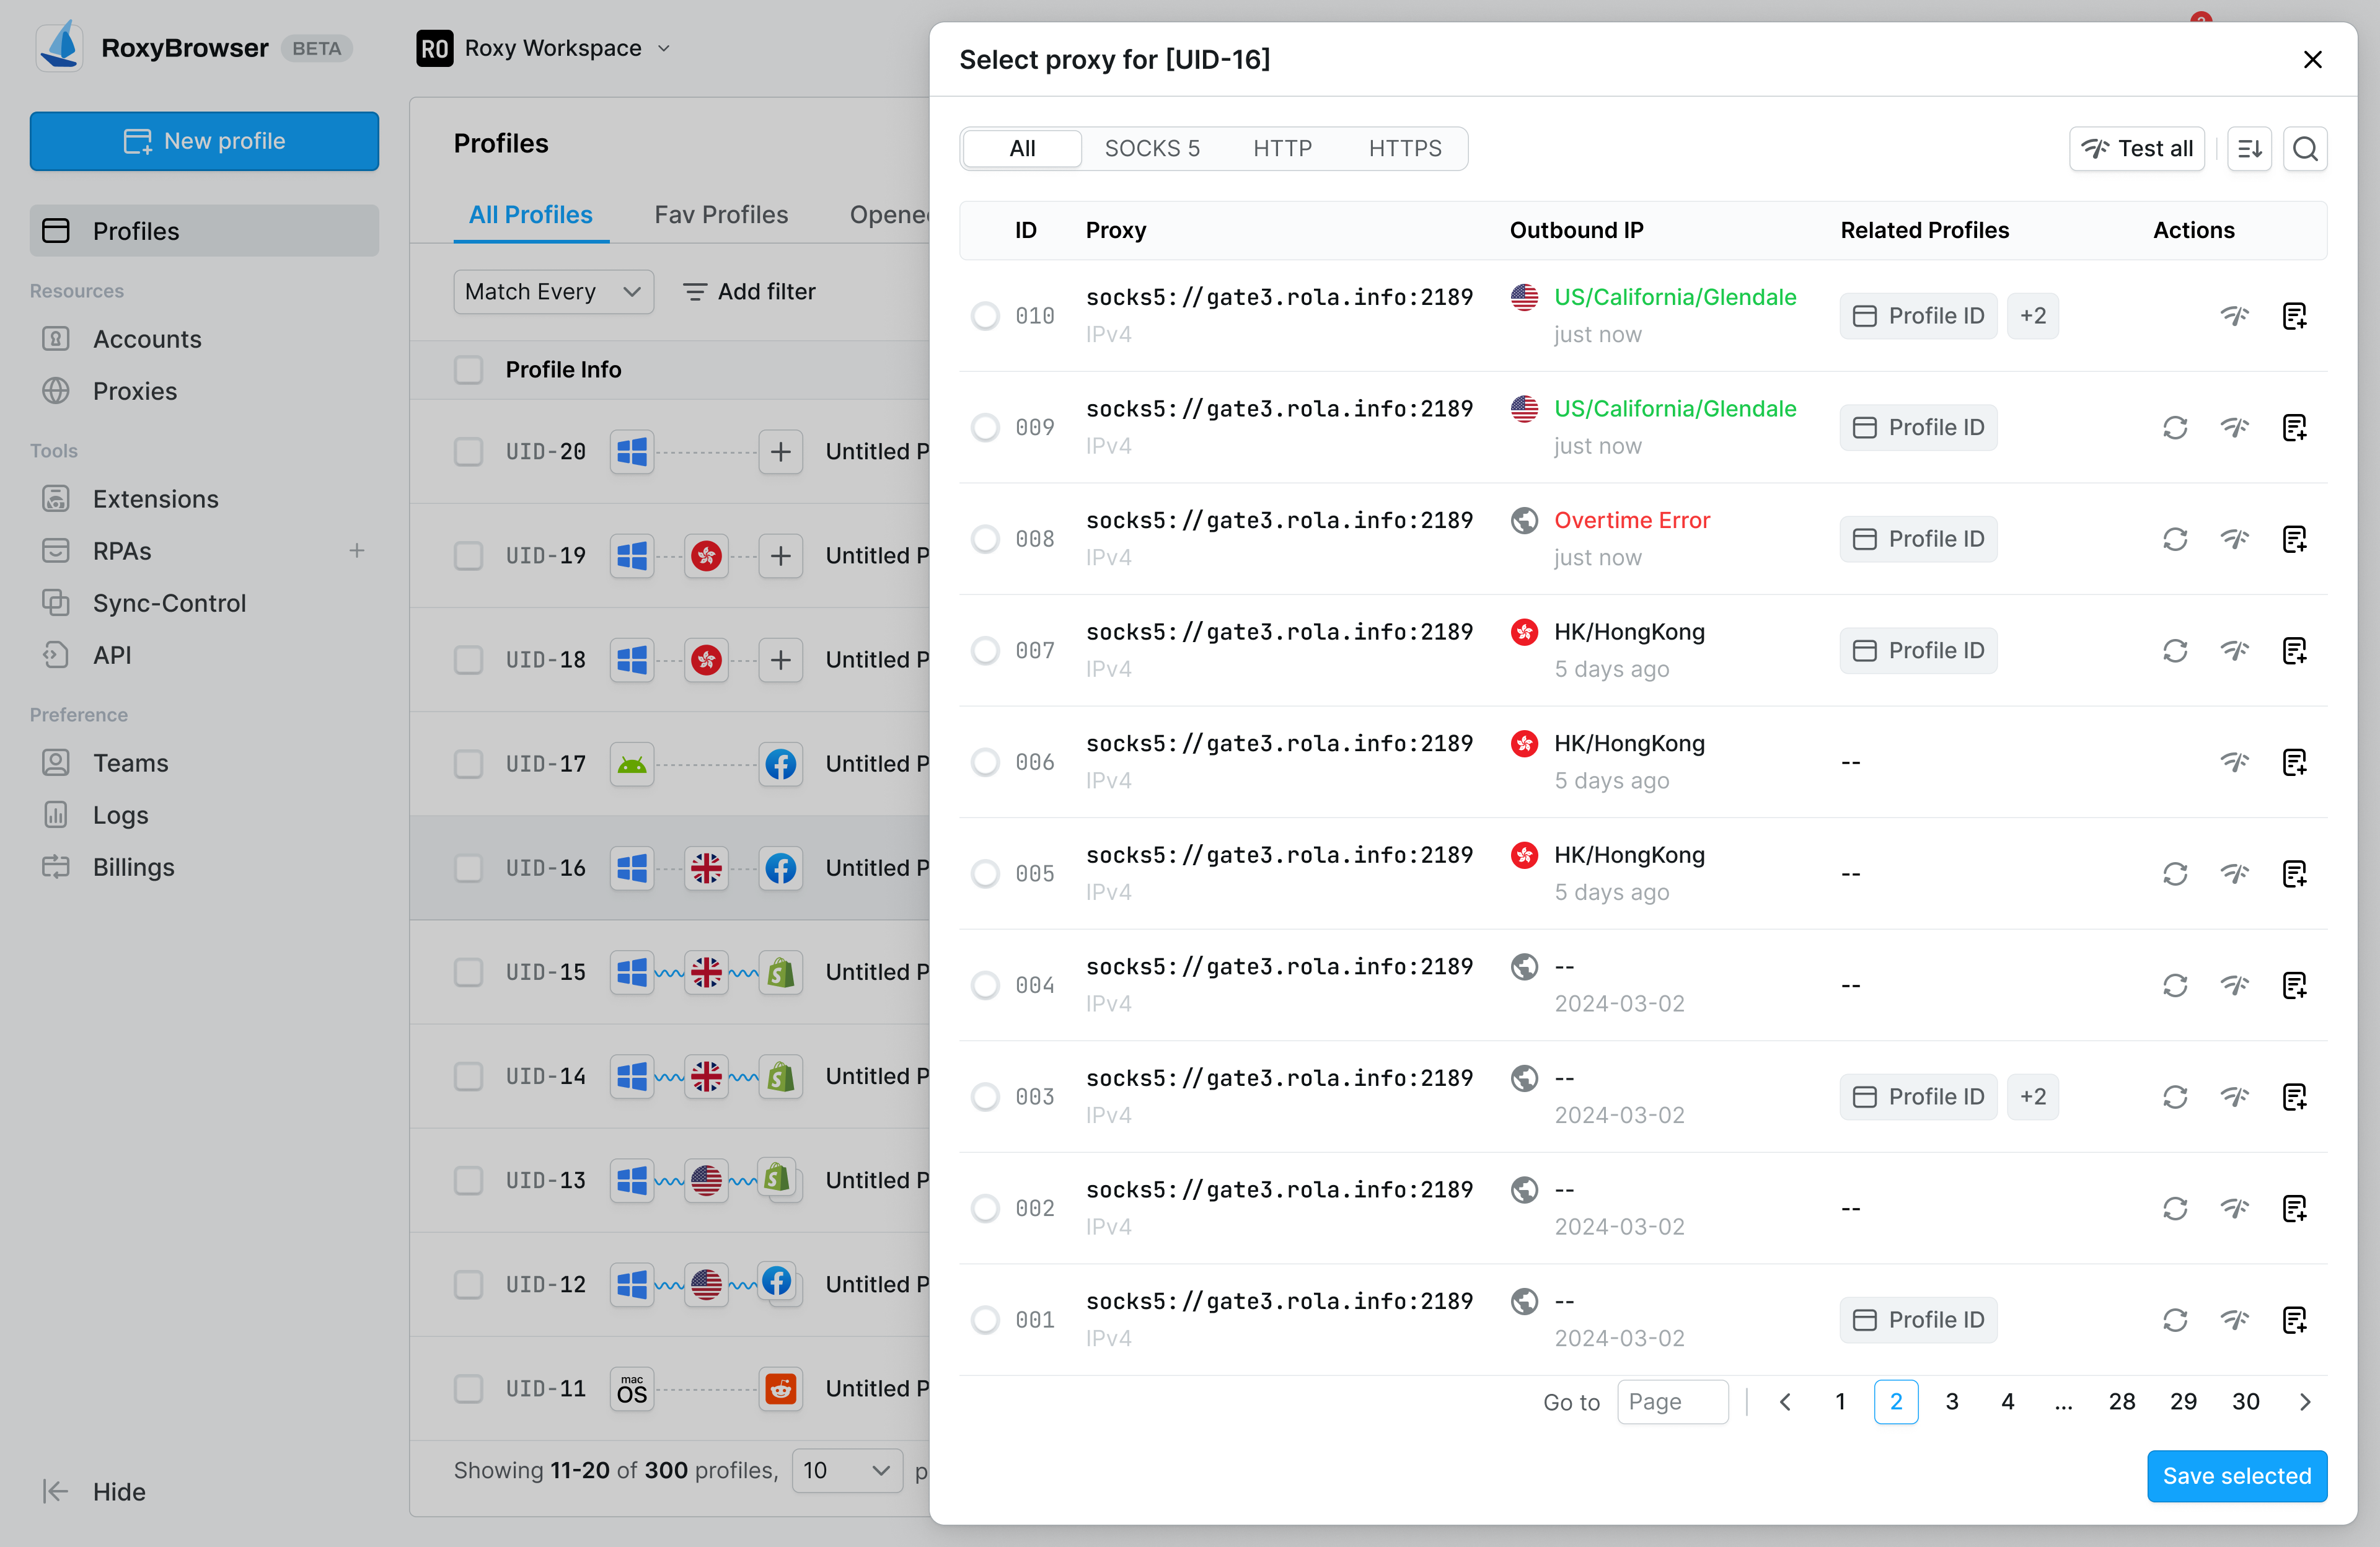 RoxyBrowser BETA
RO Roxy Workspace
New profile
Profiles
Resources
Accounts
Proxies
Tools
Extensions
RPAs
Sync-Control
API
Preference
Teams
Logs
Billings
Hide
Profiles
All Profiles Fav Profiles Opened
Match Every Add filter
Profile Info
UID-20 Untitled P
UID-19 Untitled P
UID-18 Untitled P
UID-17 Untitled P
UID-16 Untitled P
UID-15 Untitled P
UID-14 Untitled P
UID-13 Untitled P
UID-12 Untitled P
UID-11 mac OS Untitled P
Showing 11-20 of 300 profiles, 10 p
Select proxy for [UID-16]
All SOCKS 5 HTTP HTTPS Test all
ID Proxy Outbound IP Related Profiles Actions
010 socks5://gate3.rola.info:2189 US/California/Glendale Profile ID +2
IPv4 just now
009 socks5://gate3.rola.info:2189 US/California/Glendale Profile ID
IPv4 just now
008 socks5://gate3.rola.info:2189 Overtime Error Profile ID
IPv4 just now
007 socks5://gate3.rola.info:2189 HK/HongKong Profile ID
IPv4 5 days ago
006 socks5://gate3.rola.info:2189 HK/HongKong --
IPv4 5 days ago
005 socks5://gate3.rola.info:2189 HK/HongKong --
IPv4 5 days ago
004 socks5://gate3.rola.info:2189 -- --
IPv4 2024-03-02
003 socks5://gate3.rola.info:2189 -- Profile ID +2
IPv4 2024-03-02
002 socks5://gate3.rola.info:2189 -- --
IPv4 2024-03-02
001 socks5://gate3.rola.info:2189 -- Profile ID
IPv4 2024-03-02
Go to Page 1 2 3 4 ... 28 29 30
Save selected